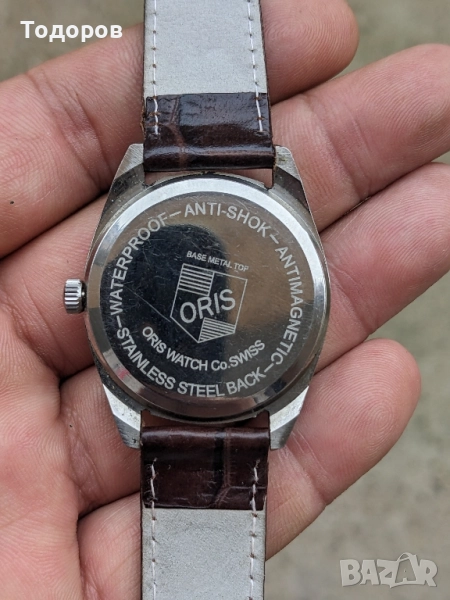 Тодоров
WATERPROOF - ANTI-SHOK - ANTIMAGNETIC - STAINLESS STEEL BACK -
BASE METAL TOP
ORIS
ORIS WATCH Co. SWISS
BAZAR